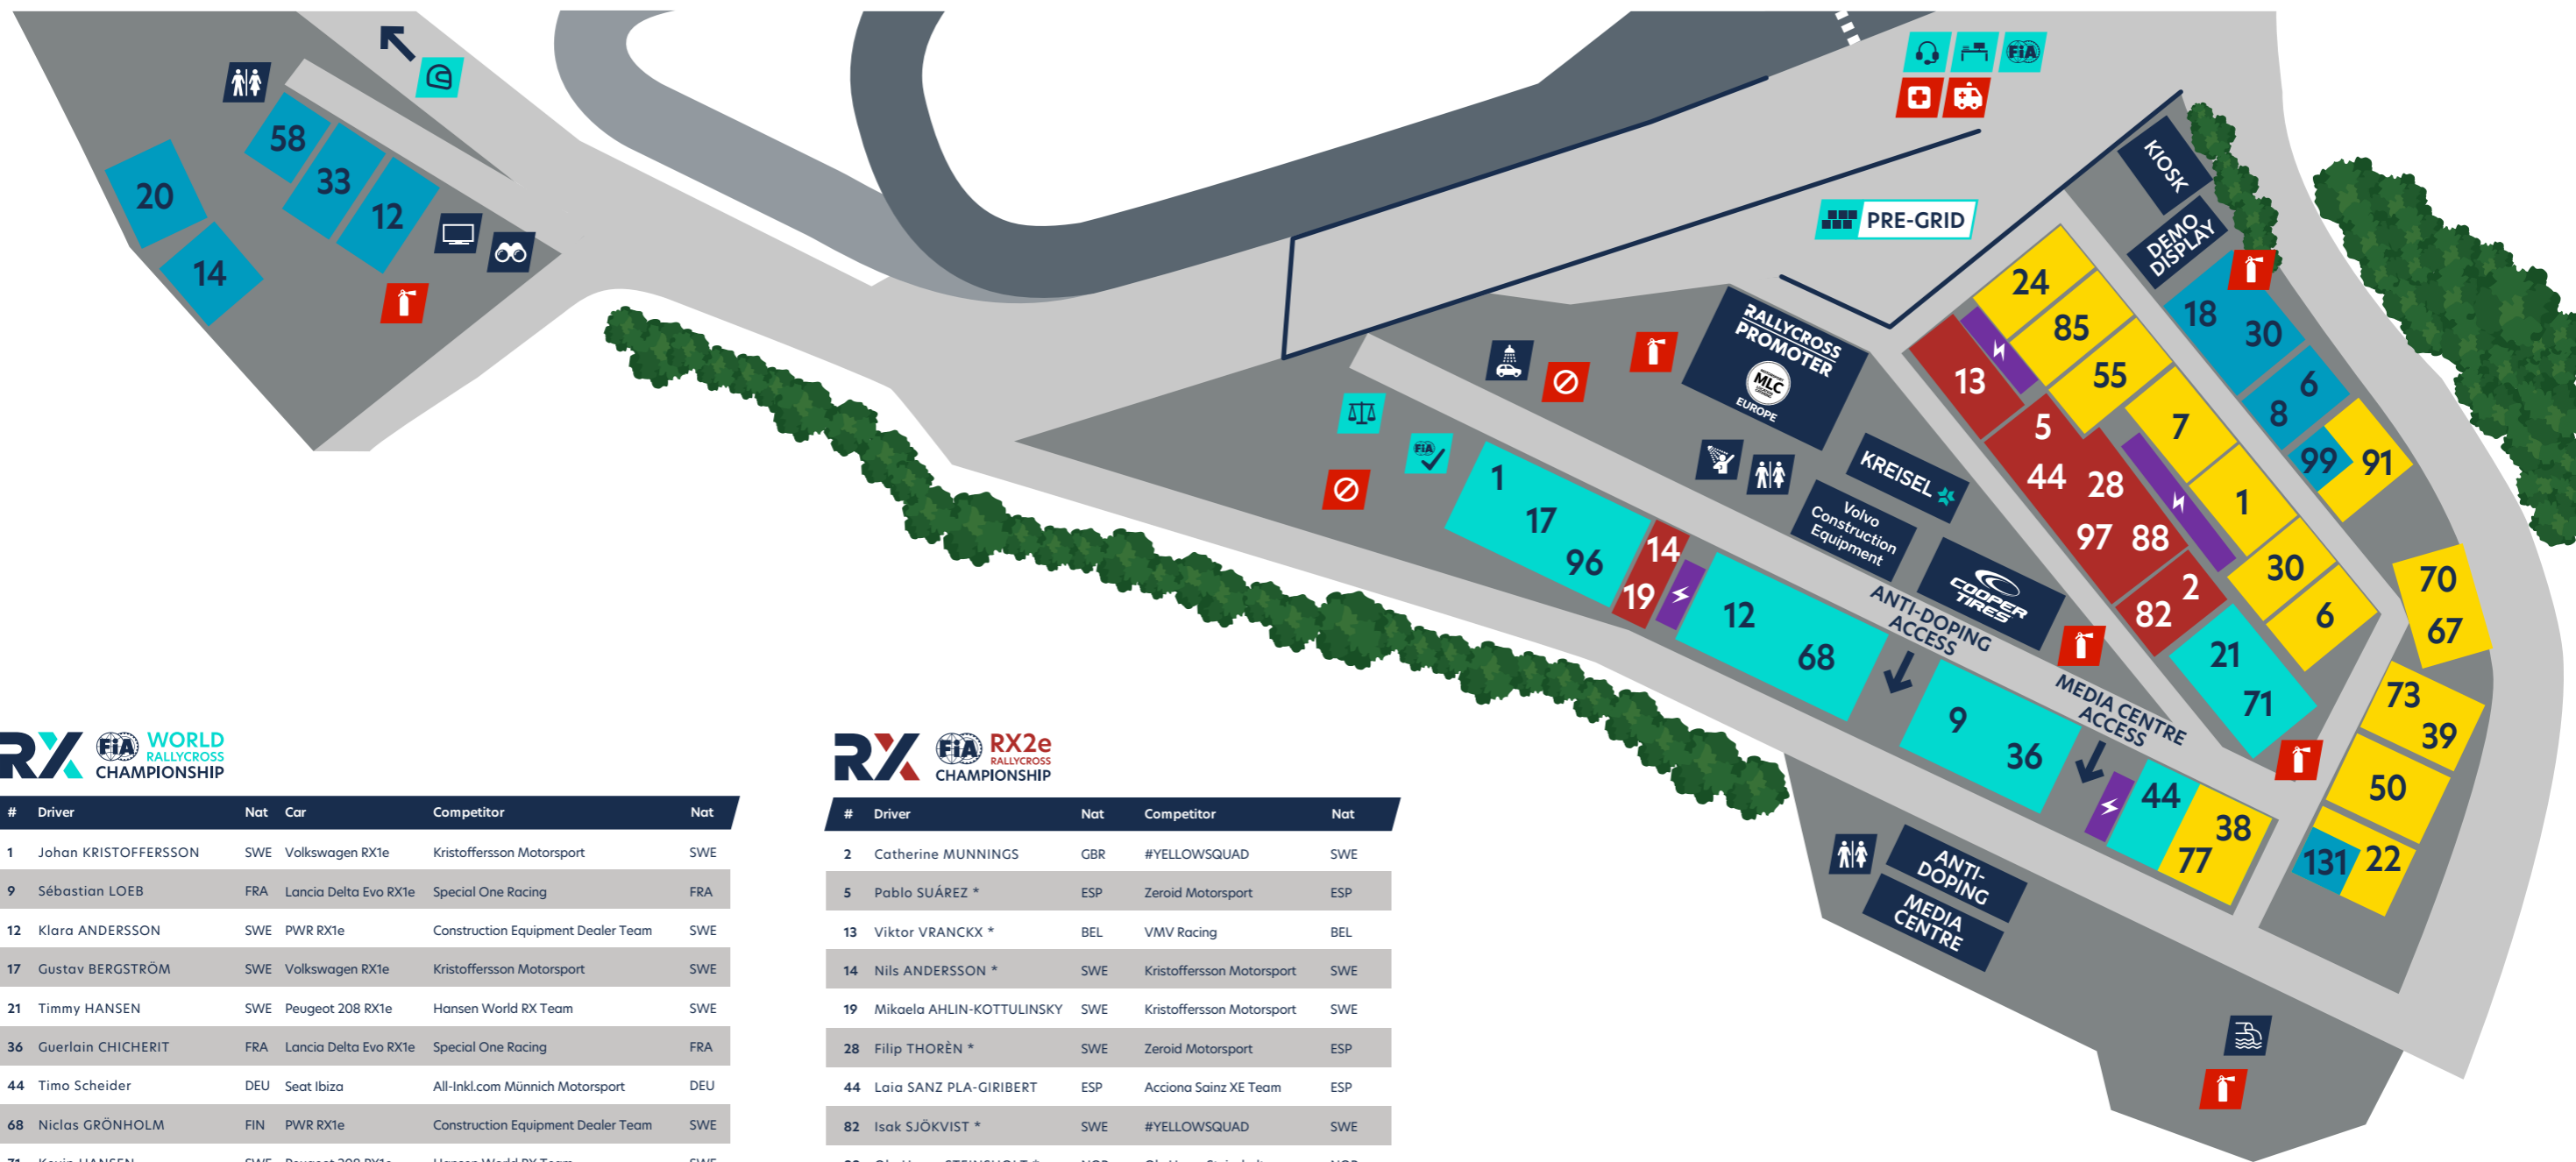 58
33
12
20
14
FiA
PRE-GRID
KIOSK
DEMO
DISPLAY
RALLYCROSS
PROMOTER
MLC
EUROPE
KREISEL
Volvo
Construction
Equipment
COOPER
TIRES
ANTI-DOPING
ACCESS
MEDIA CENTRE
ACCESS
FiA
1
17
96
14
19
12
68
9
36
44
38
77
24
85
55
7
1
30
6
13
5
44
28
97
88
2
82
21
71
18
30
6
8
99
91
70
67
73
39
50
131
22
ANTI-
DOPING
MEDIA
CENTRE
RX FiA WORLD
RALLYCROSS
CHAMPIONSHIP
# Driver Nat Car Competitor Nat
1 Johan KRISTOFFERSSON SWE Volkswagen RX1e Kristoffersson Motorsport SWE
9 Sébastian LOEB FRA Lancia Delta Evo RX1e Special One Racing FRA
12 Klara ANDERSSON SWE PWR RX1e Construction Equipment Dealer Team SWE
17 Gustav BERGSTRÖM SWE Volkswagen RX1e Kristoffersson Motorsport SWE
21 Timmy HANSEN SWE Peugeot 208 RX1e Hansen World RX Team SWE
36 Guerlain CHICHERIT FRA Lancia Delta Evo RX1e Special One Racing FRA
44 Timo Scheider DEU Seat Ibiza All-Inkl.com Münnich Motorsport DEU
68 Niclas GRÖNHOLM FIN PWR RX1e Construction Equipment Dealer Team SWE
RX FiA RX2e
RALLYCROSS
CHAMPIONSHIP
# Driver Nat Competitor Nat
2 Catherine MUNNINGS GBR #YELLOWSQUAD SWE
5 Pablo SUÁREZ * ESP Zeroid Motorsport ESP
13 Viktor VRANCKX * BEL VMV Racing BEL
14 Nils ANDERSSON * SWE Kristoffersson Motorsport SWE
19 Mikaela AHLIN-KOTTULINSKY SWE Kristoffersson Motorsport SWE
28 Filip THORÈN * SWE Zeroid Motorsport ESP
44 Laia SANZ PLA-GIRIBERT ESP Acciona Sainz XE Team ESP
82 Isak SJÖKVIST * SWE #YELLOWSQUAD SWE